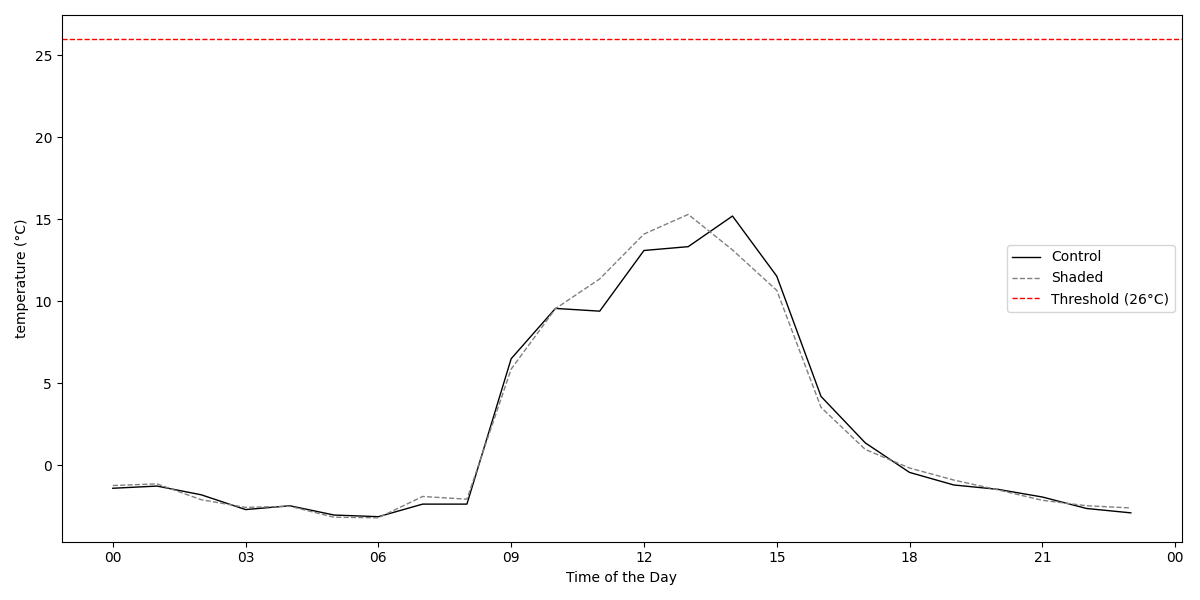 25
20
15
10
5
0
temperature (°C)
Control
Shaded
Threshold (26°C)
00 03 06 09 12 15 18 21 00
Time of the Day